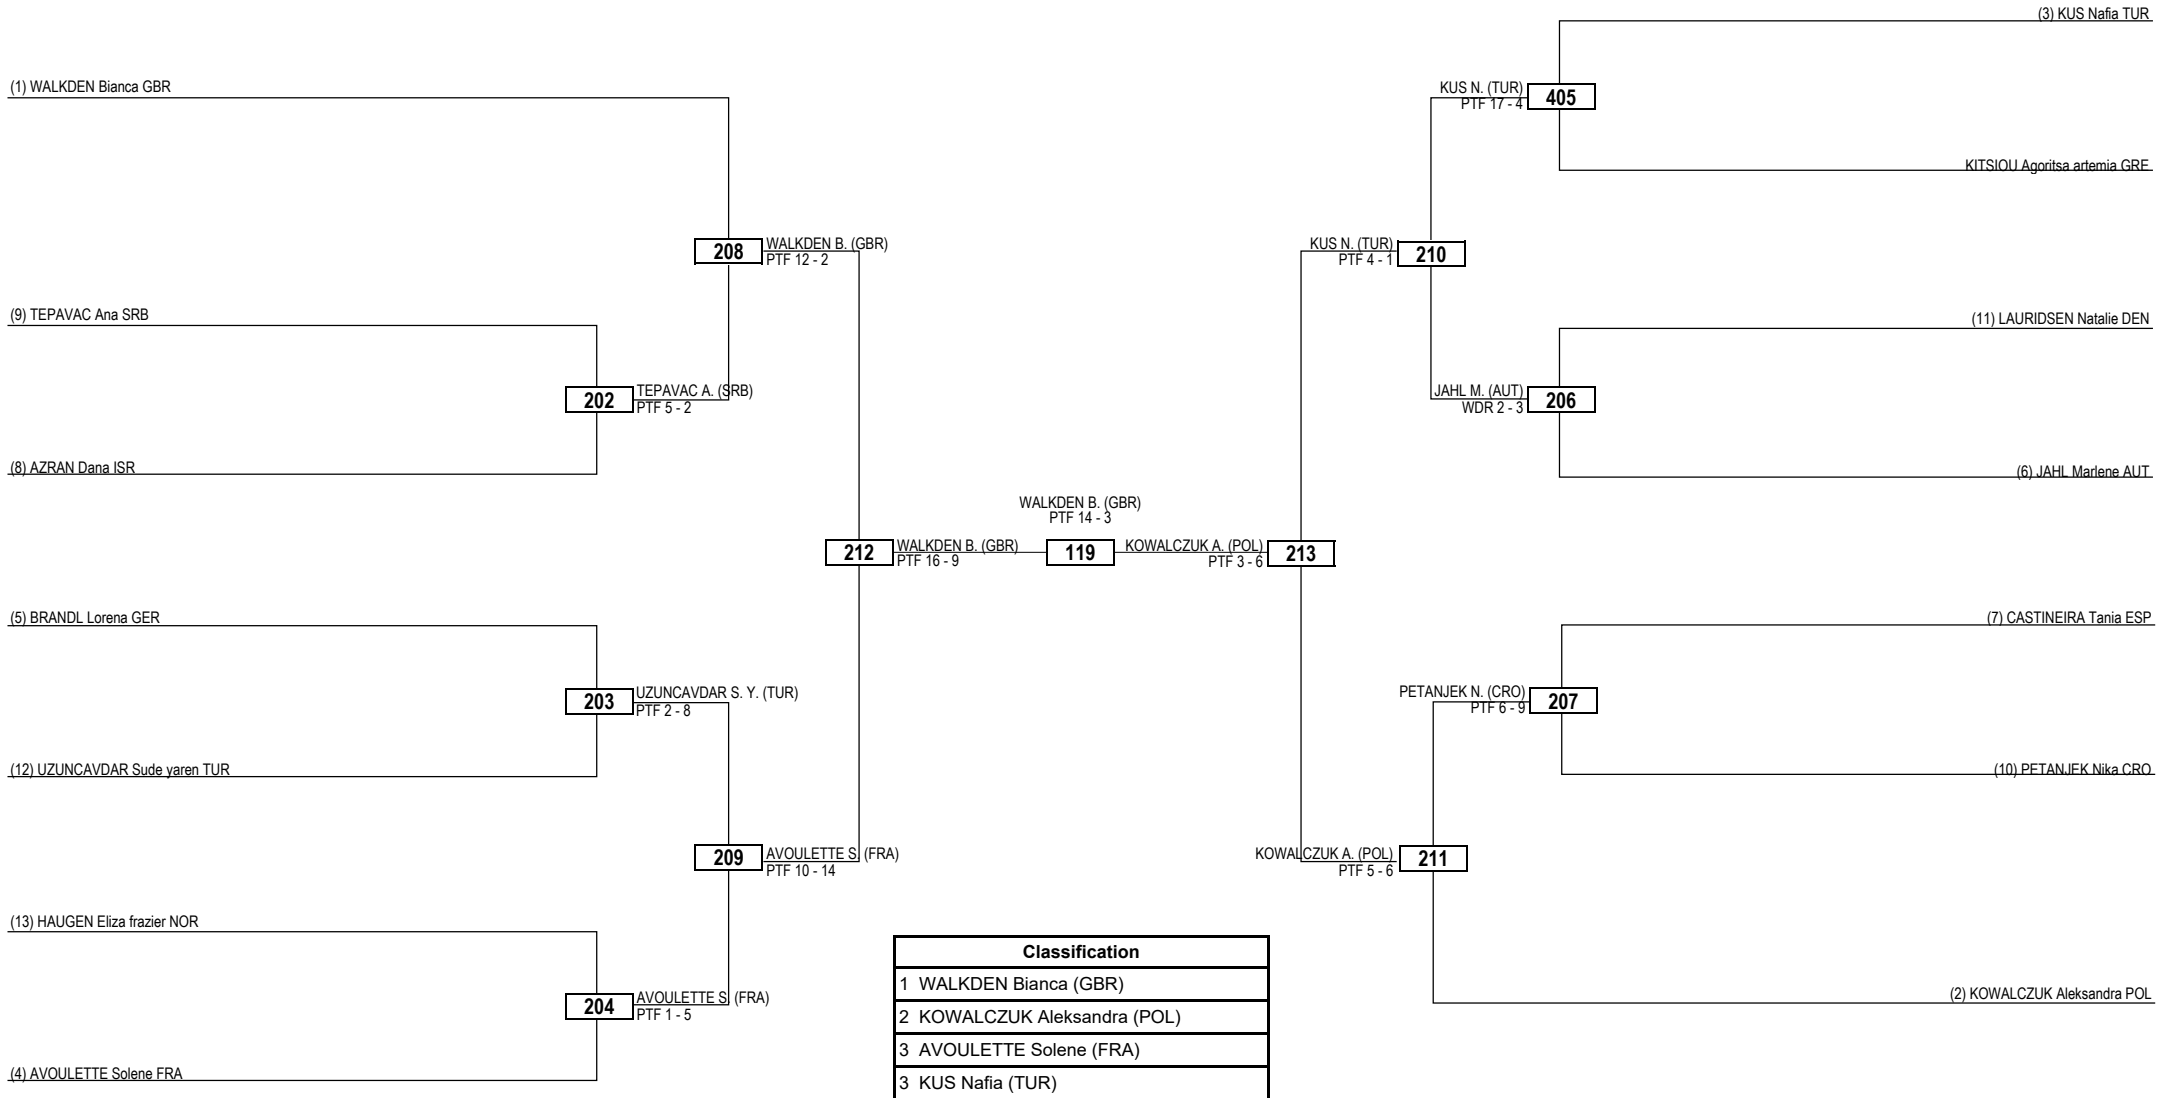 (3) KUS Nafia TUR
(1) WALKDEN Bianca GBR
KUS N. (TUR)
PTF 17 - 4
405
KITSIOU Agoritsa artemia GRE
208
WALKDEN B. (GBR)
PTF 12 - 2
KUS N. (TUR)
PTF 4 - 1
210
(9) TEPAVAC Ana SRB
(11) LAURIDSEN Natalie DEN
202
TEPAVAC A. (SRB)
PTF 5 - 2
JAHL M. (AUT)
WDR 2 - 3
206
(8) AZRAN Dana ISR
(6) JAHL Marlene AUT
WALKDEN B. (GBR)
PTF 14 - 3
212
WALKDEN B. (GBR)
PTF 16 - 9
119
KOWALCZUK A. (POL)
PTF 3 - 6
213
(5) BRANDL Lorena GER
(7) CASTINEIRA Tania ESP
203
UZUNCAVDAR S. Y. (TUR)
PTF 2 - 8
PETANJEK N. (CRO)
PTF 6 - 9
207
(12) UZUNCAVDAR Sude yaren TUR
(10) PETANJEK Nika CRO
209
AVOULETTE S. (FRA)
PTF 10 - 14
KOWALCZUK A. (POL)
PTF 5 - 6
211
(13) HAUGEN Eliza frazier NOR
204
AVOULETTE S. (FRA)
PTF 1 - 5
(2) KOWALCZUK Aleksandra POL
(4) AVOULETTE Solene FRA
Classification
1 WALKDEN Bianca (GBR)
2 KOWALCZUK Aleksandra (POL)
3 AVOULETTE Solene (FRA)
3 KUS Nafia (TUR)